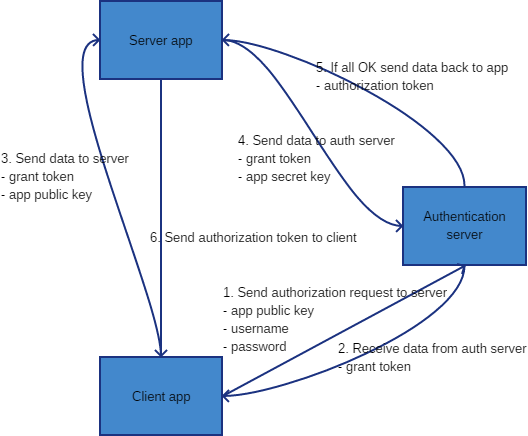 Server app
5. If all OK send data back to app
- authorization token
4. Send data to auth server
- grant token
- app secret key
3. Send data to server
- grant token
- app public key
Authentication
server
6. Send authorization token to client
1. Send authorization request to server
- app public key
- username
- password
2. Receive data from auth server
- grant token
Client app